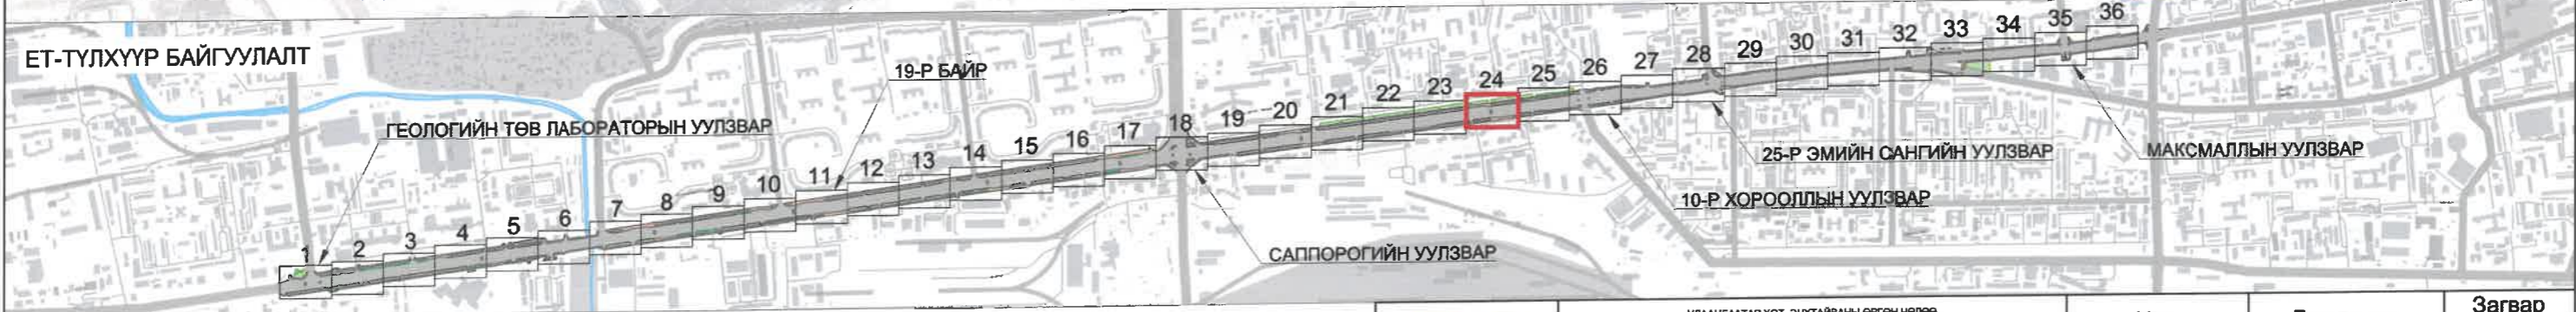 ЕТ-ТҮЛХҮҮР БАЙГУУЛАЛТ
19-Р БАЙР
ГЕОЛОГИЙН ТӨВ ЛАБОРАТОРЫН УУЛЗВАР
1 2 3 4 5 6 7 8 9 10 11 12 13 14 15 16 17 18 19 20 21 22 23 24 25 26 27 28 29 30 31 32 33 34 35 36
МАКСМАЛЛЫН УУЛЗВАР
25-Р ЭМИЙН САНГИЙН УУЛЗВАР
10-Р ХОРООЛЛЫН УУЛЗВАР
САППОРОГИЙН УУЛЗВАР
Загвар